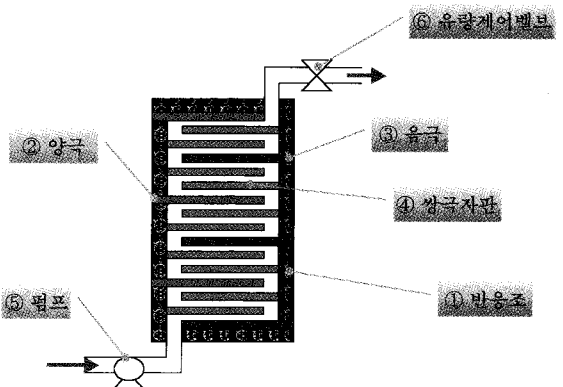 ⑥ 유량제어밸브
② 양극
③ 음극
④ 쌍극자판
⑤ 펌프
① 반응조